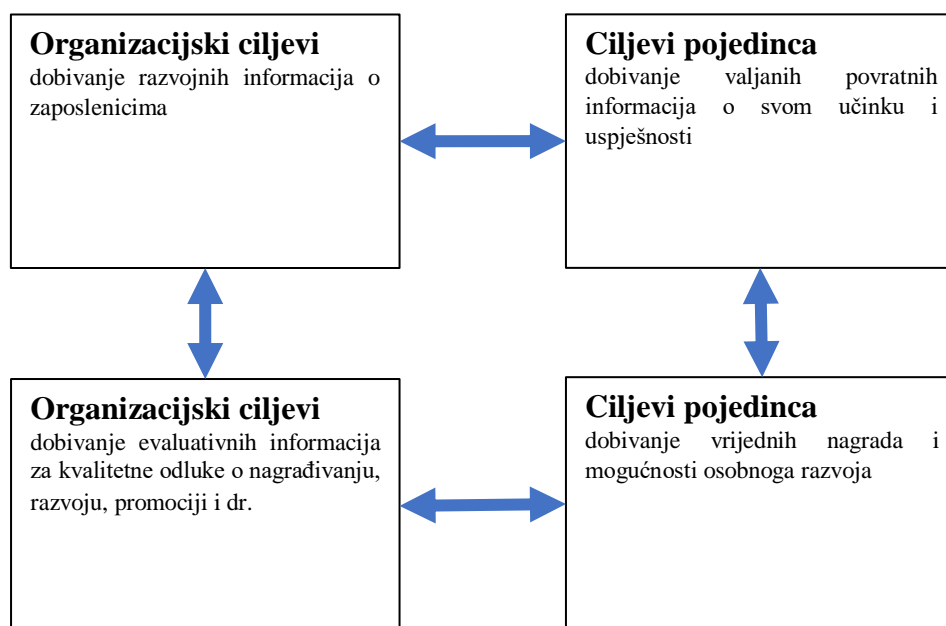 Organizacijski ciljevi
dobivanje razvojnih informacija o
zaposlenicima
Ciljevi pojedinca
dobivanje valjanih povratnih
informacija o svom učinku i
uspješnosti
Organizacijski ciljevi
dobivanje evaluativnih informacija
za kvalitetne odluke o nagrađivanju,
razvoju, promociji i dr.
Ciljevi pojedinca
dobivanje vrijednih nagrada i
mogućnosti osobnoga razvoja